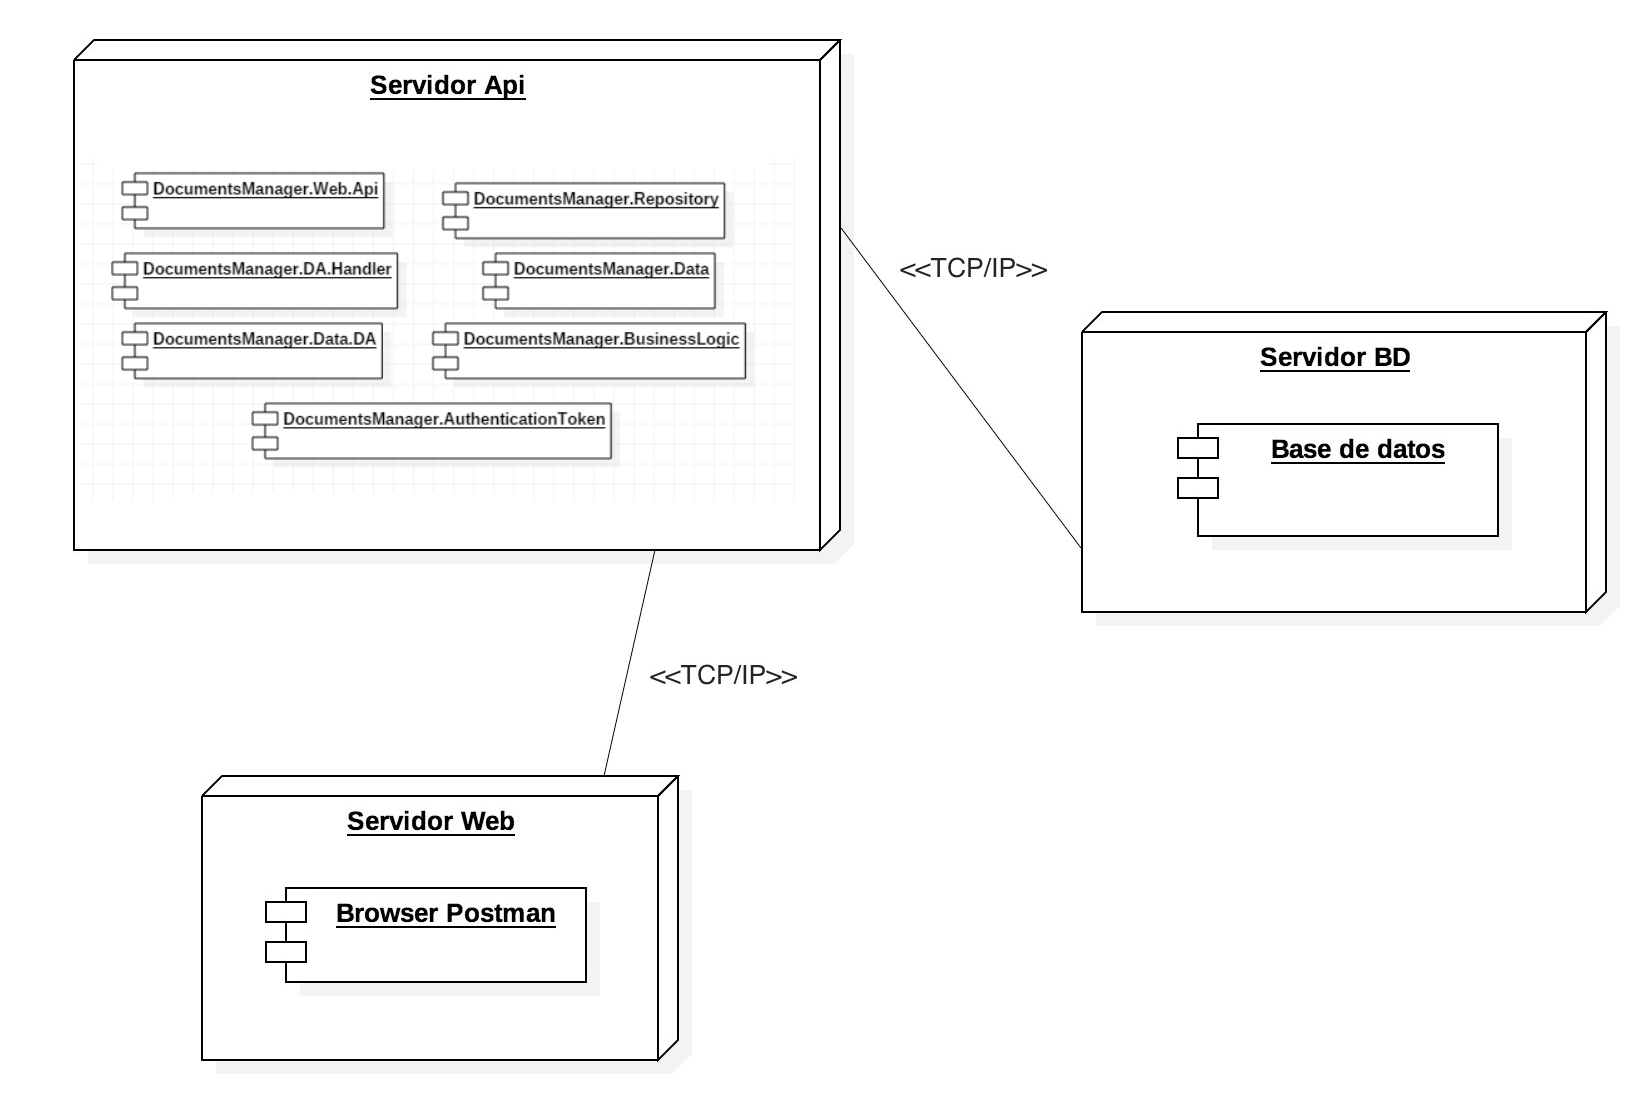 Servidor Api
DocumentsManager.Web.Api
DocumentsManager.Repository
DocumentsManager.DA.Handler
DocumentsManager.Data
DocumentsManager.Data.DA
DocumentsManager.BusinessLogic
DocumentsManager.AuthenticationToken
<<TCP/IP>>
Servidor BD
Base de datos
<<TCP/IP>>
Servidor Web
Browser Postman